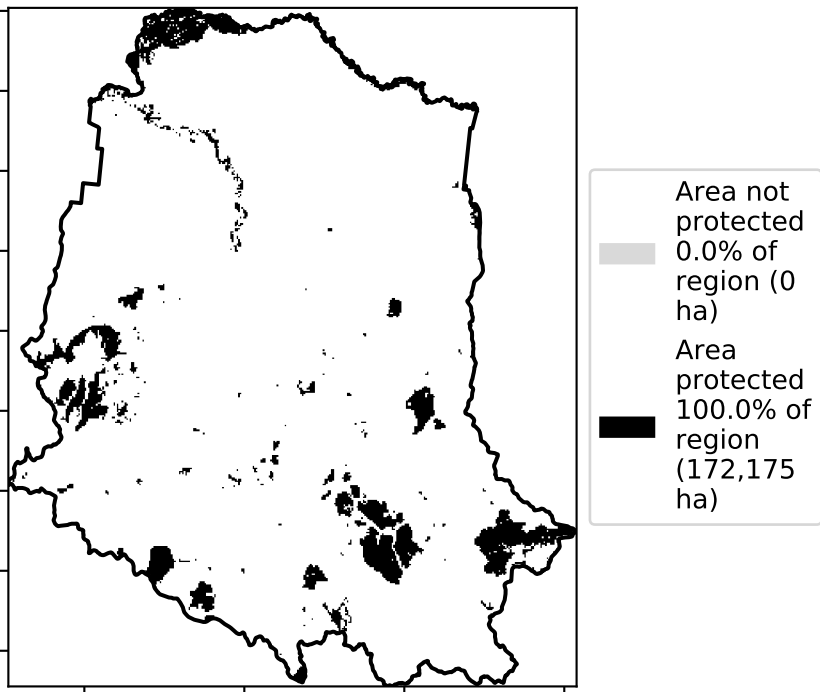 Area not
protected
0.0% of
region (0
ha)
Area
protected
100.0% of
region
(172,175
ha)